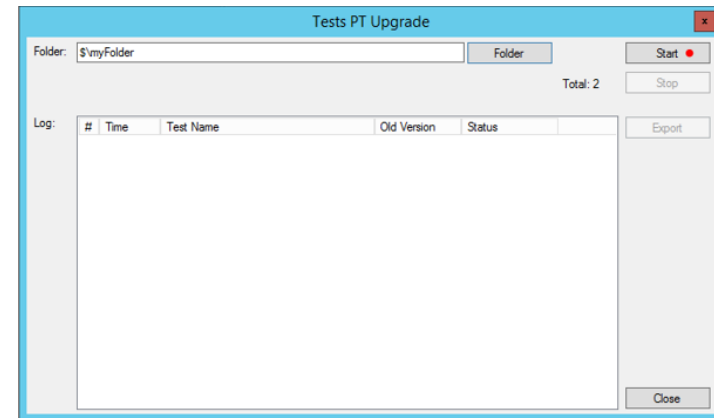 Tests PT Upgrade
x
Folder: $\myFolder Folder Start
Total: 2 Stop
Log: # Time Test Name Old Version Status Export
Close